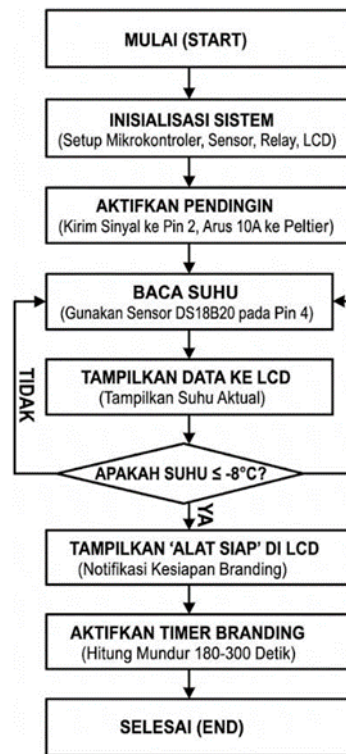 MULAI (START)
INISIALISASI SISTEM
(Setup Mikrokontroler, Sensor, Relay, LCD)
AKTIFKAN PENDINGIN
(Kirim Sinyal ke Pin 2, Arus 10A ke Peltier)
BACA SUHU
(Gunakan Sensor DS18B20 pada Pin 4)
TAMPILKAN DATA KE LCD
(Tampilkan Suhu Aktual)
TIDAK
APAKAH SUHU ≤ -8°C?
YA
TAMPILKAN 'ALAT SIAP' DI LCD
(Notifikasi Kesiapan Branding)
AKTIFKAN TIMER BRANDING
(Hitung Mundur 180-300 Detik)
SELESAI (END)